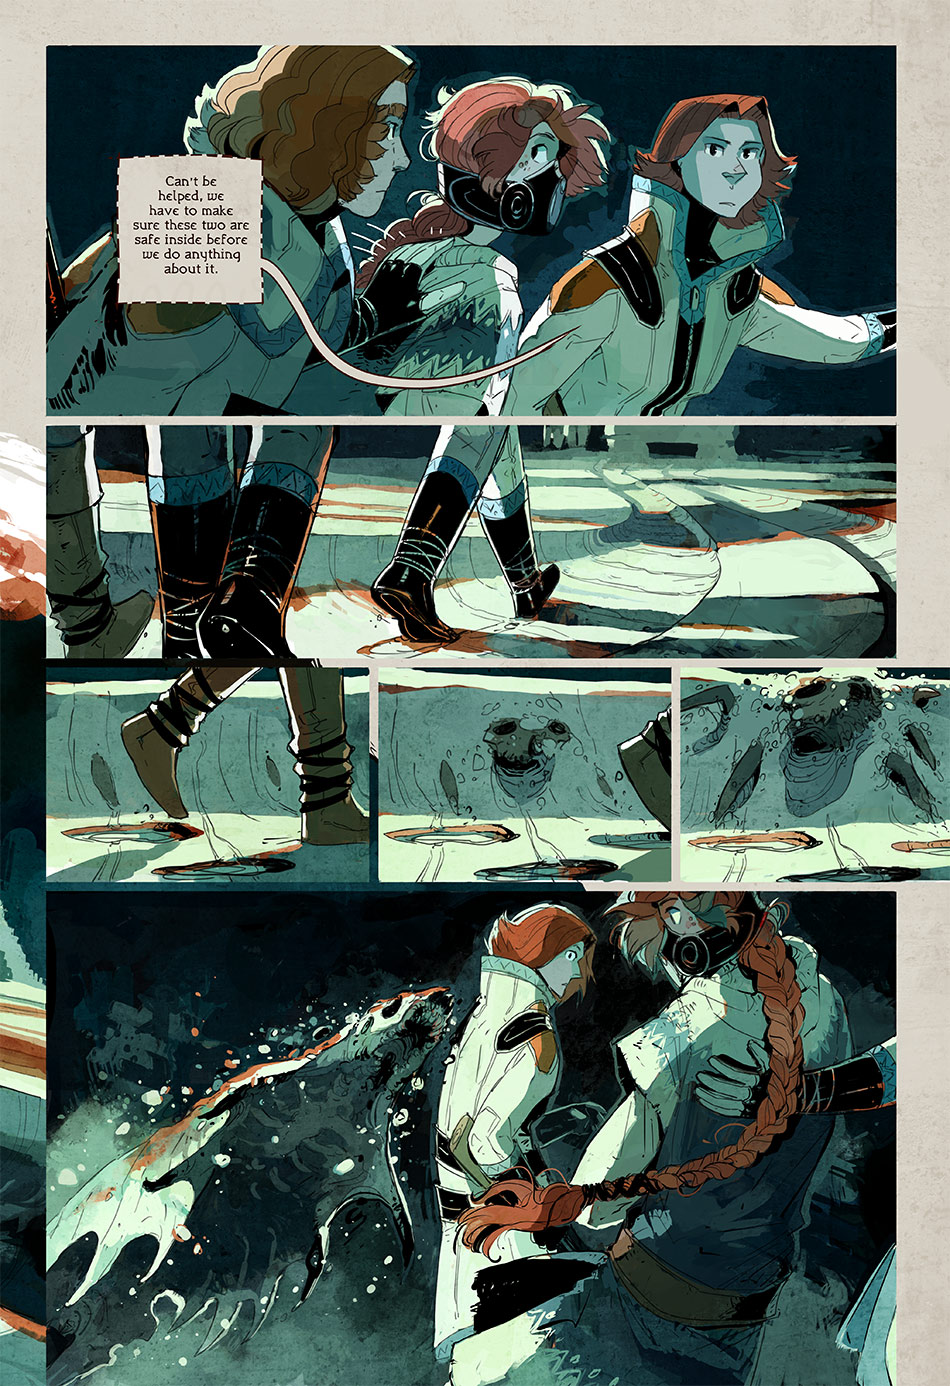 Can't be
helped, we
have to make
sure these two are
safe inside before
we do anything
about it.